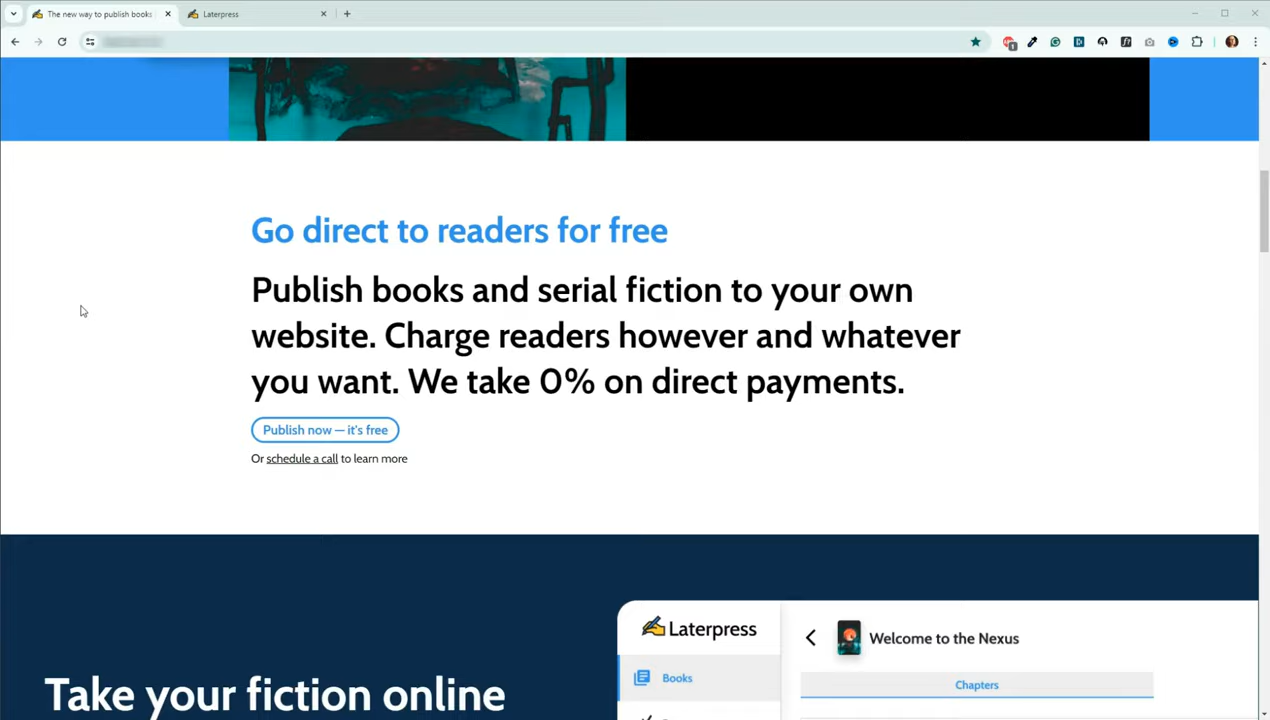 The new way to publish books
Laterpress
Go direct to readers for free
Publish books and serial fiction to your own
website. Charge readers however and whatever
you want. We take 0% on direct payments.
Publish now — it's free
Or schedule a call to learn more
Laterpress
Welcome to the Nexus
Books
Chapters
Take your fiction online